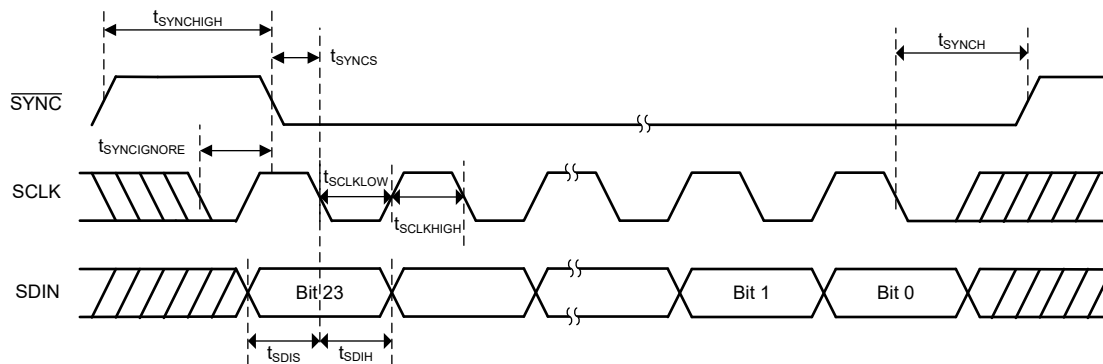 tSYNCHIGH
tSYNCS
tSYNCH
SYNC
tSYNCIGNORE
SCLK
tSCLKLOW
tSCLKHIGH
SDIN
Bit 23
Bit 1
Bit 0
tSDIS
tSDIH